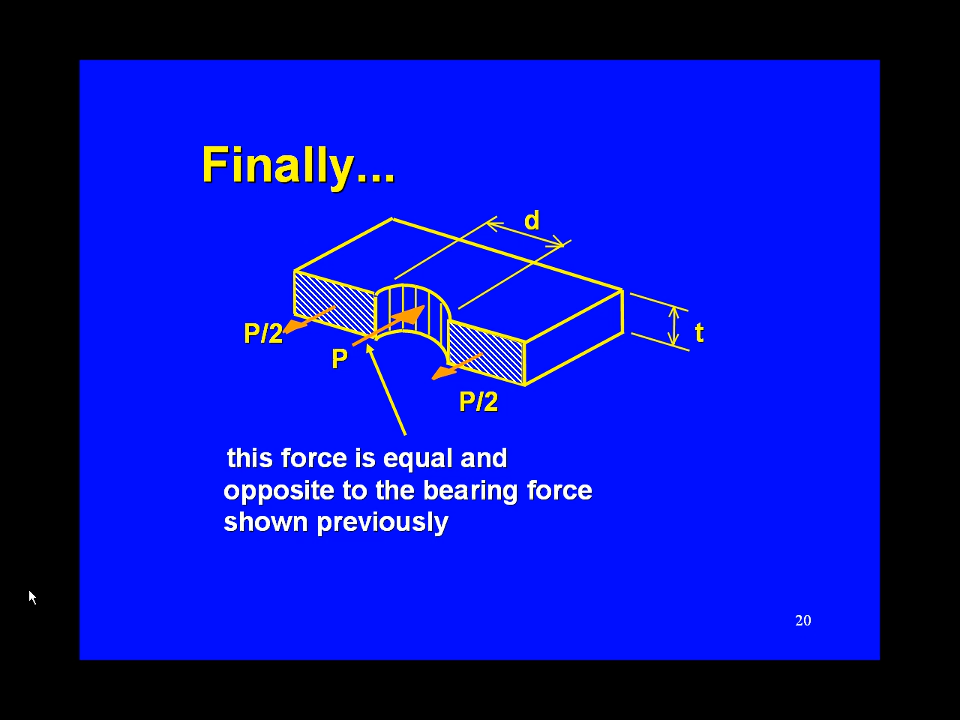 Finally...
d
P/2
P
t
P/2
this force is equal and
opposite to the bearing force
shown previously
20